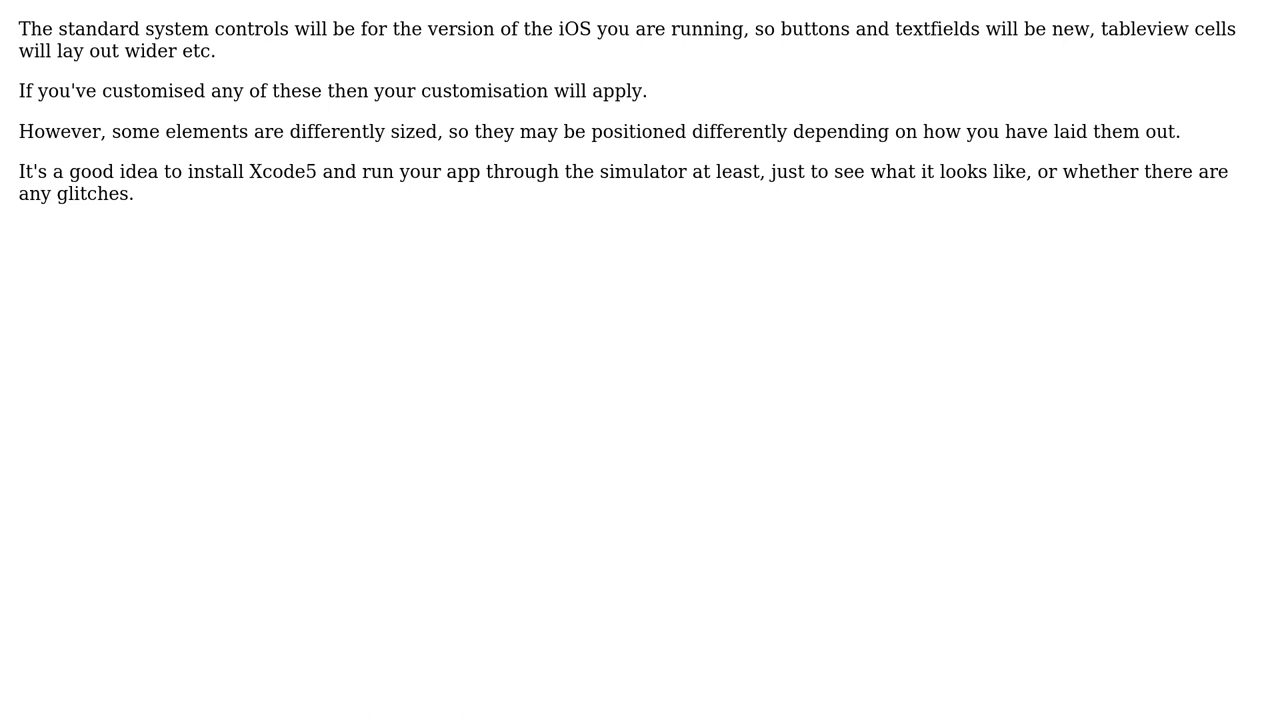 The standard system controls will be for the version of the iOS you are running, so buttons and textfields will be new, tableview cells
will lay out wider etc.
If you've customised any of these then your customisation will apply.
However, some elements are differently sized, so they may be positioned differently depending on how you have laid them out.
It's a good idea to install Xcode5 and run your app through the simulator at least, just to see what it looks like, or whether there are
any glitches.